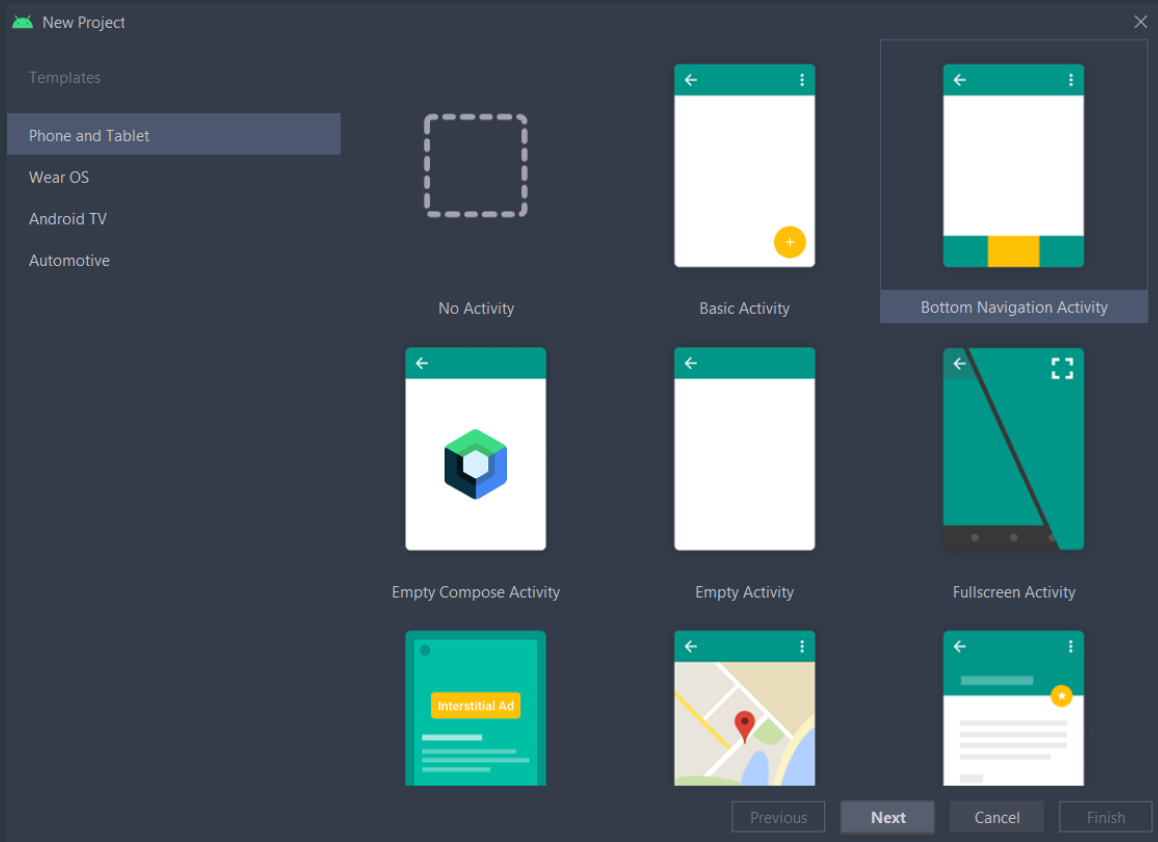 New Project
Templates
Phone and Tablet
Wear OS
Android TV
Automotive
No Activity
Basic Activity
Bottom Navigation Activity
Empty Compose Activity
Empty Activity
Fullscreen Activity
Interstitial Ad
Previous
Next
Cancel
Finish